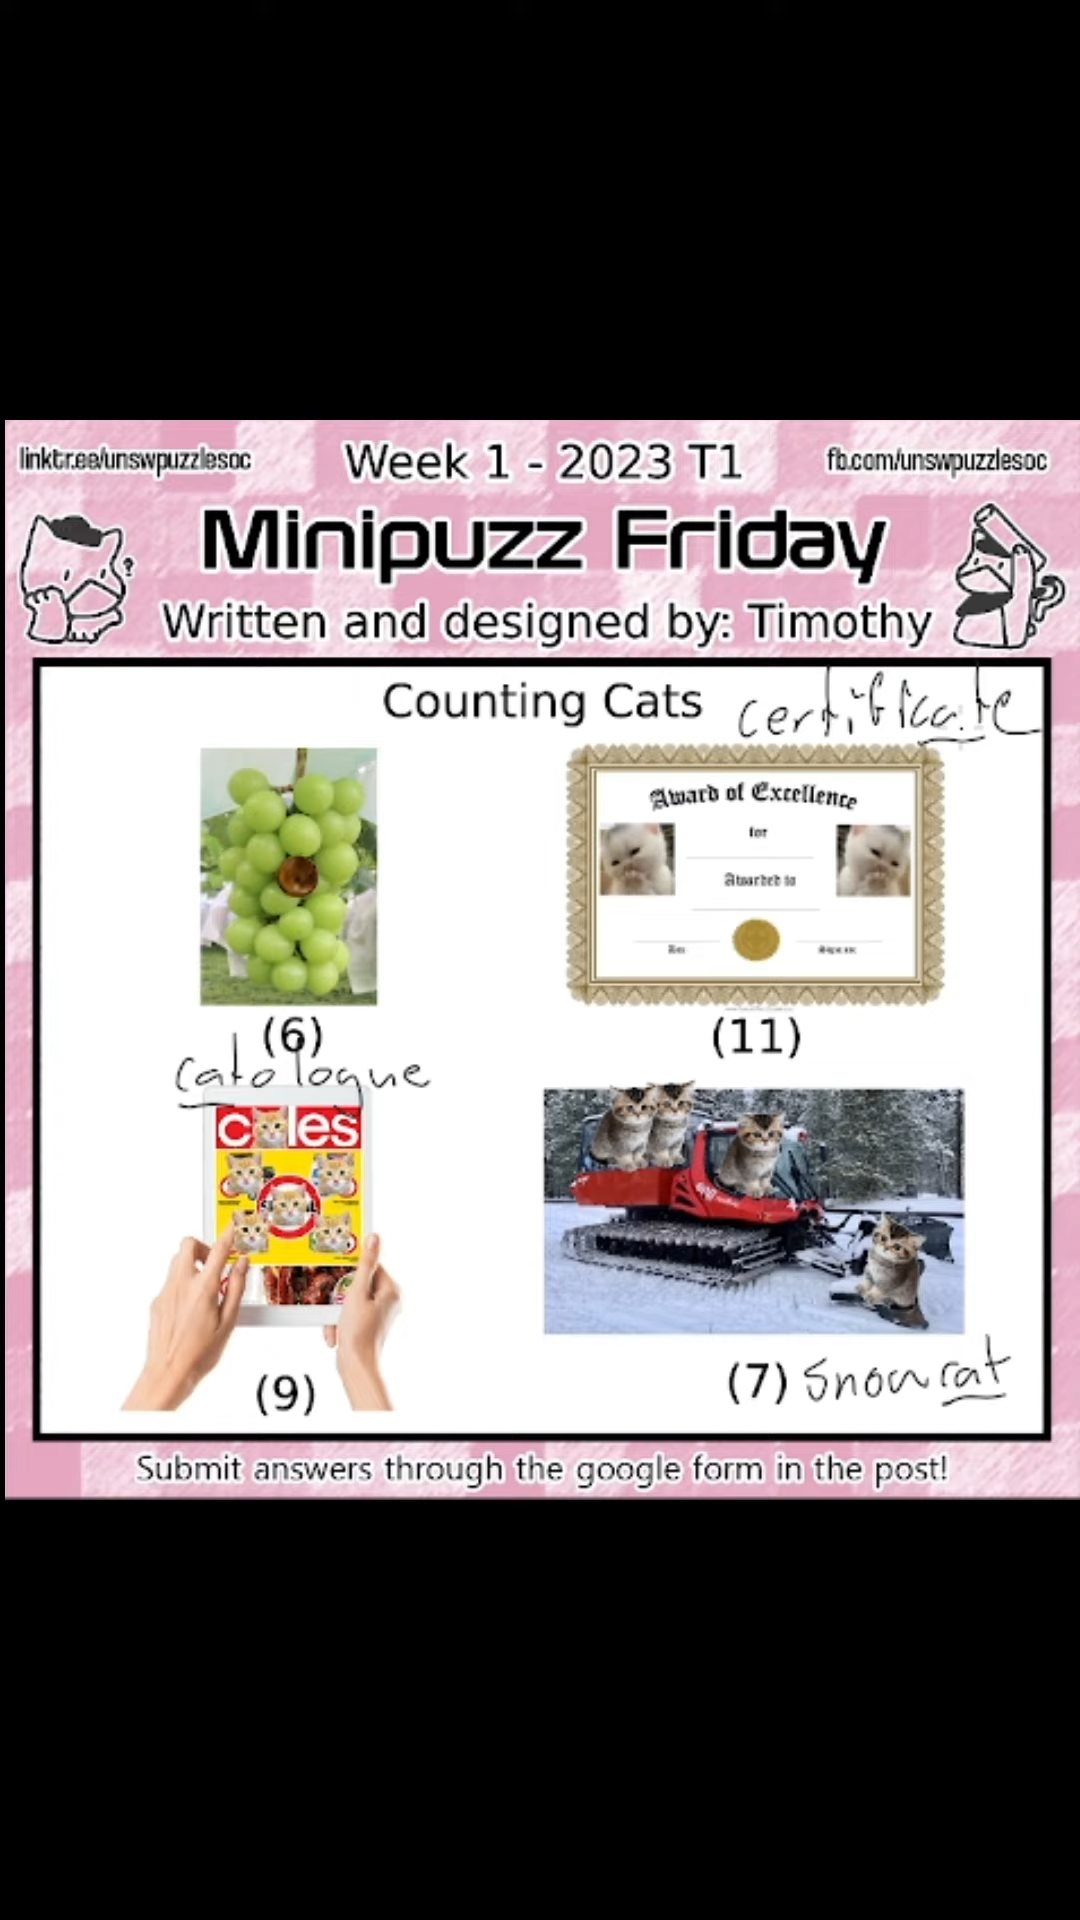 linktr.ee/unswpuzzlesoc
Week 1 - 2023 T1
fb.com/unswpuzzlesoc
Minipuzz Friday
?
Written and designed by: Timothy
Counting Cats
certificate
Award of Excellence
for
Awarded to
(6)
(11)
catologue
c les
(9)
(7) snowcat
Submit answers through the google form in the post!